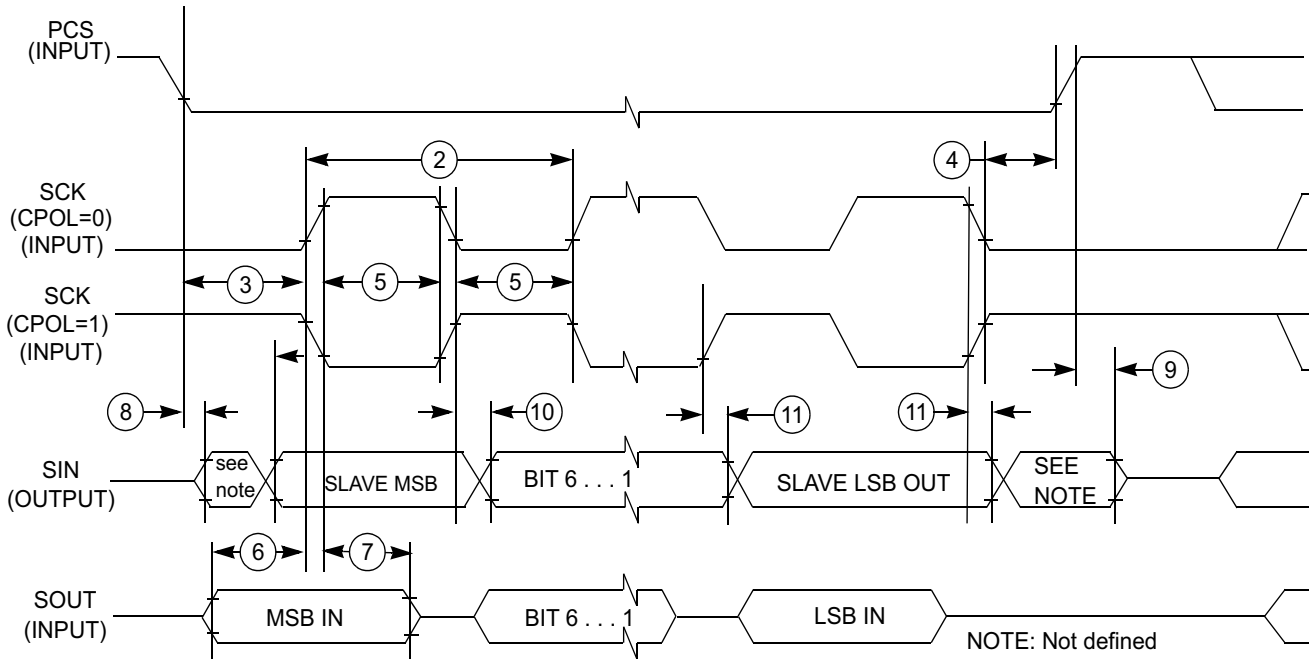 PCS
(INPUT)
2
4
SCK
(CPOL=0)
(INPUT)
3
5
5
SCK
(CPOL=1)
(INPUT)
9
8
10
11
11
SIN
(OUTPUT)
see
note
SLAVE MSB
BIT 6 . . . 1
SLAVE LSB OUT
SEE
NOTE
6
7
SOUT
(INPUT)
MSB IN
BIT 6 . . . 1
LSB IN
NOTE: Not defined